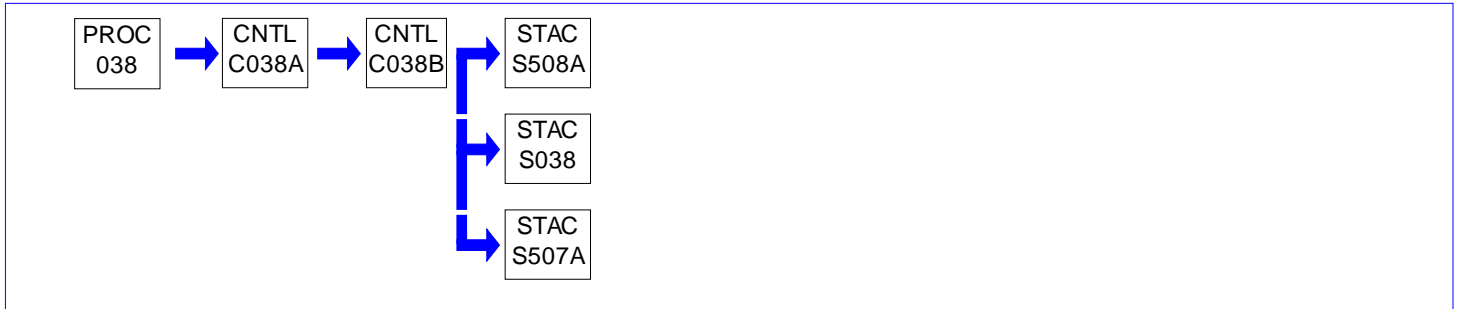 PROC
038
CNTL
C038A
CNTL
C038B
STAC
S508A
STAC
S038
STAC
S507A